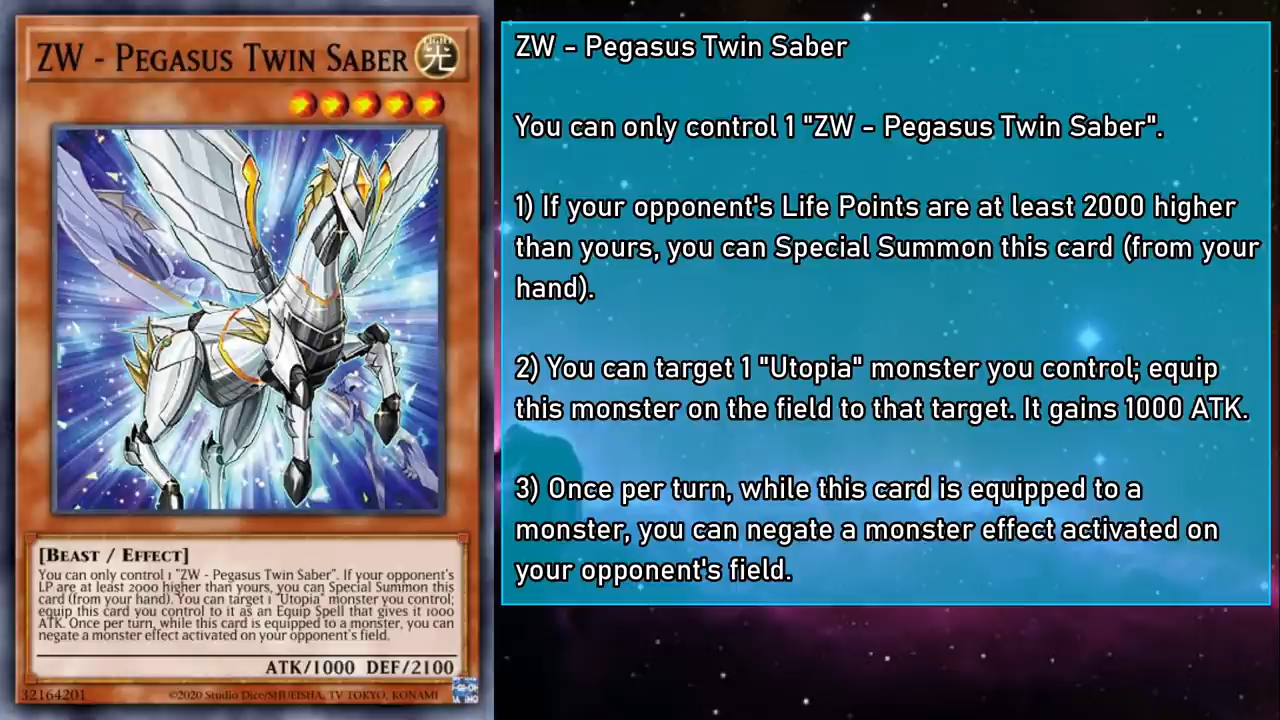 ZW - PEGASUS TWIN SABER
LIGHT
光
[BEAST / EFFECT]
You can only control 1 "ZW - Pegasus Twin Saber". If your opponent's
LP are at least 2000 higher than yours, you can Special Summon this
card (from your hand). You can target 1 "Utopia" monster you control;
equip this card you control to it as an Equip Spell that gives it 1000
ATK. Once per turn, while this card is equipped to a monster, you can
negate a monster effect activated on your opponent's field.
ATK/1000 DEF/2100
32164201
©2020 Studio Dice/SHUEISHA, TV TOKYO, KONAMI
ZW - Pegasus Twin Saber
You can only control 1 "ZW - Pegasus Twin Saber".
1) If your opponent's Life Points are at least 2000 higher
than yours, you can Special Summon this card (from your
hand).
2) You can target 1 "Utopia" monster you control; equip
this monster on the field to that target. It gains 1000 ATK.
3) Once per turn, while this card is equipped to a
monster, you can negate a monster effect activated on
your opponent's field.